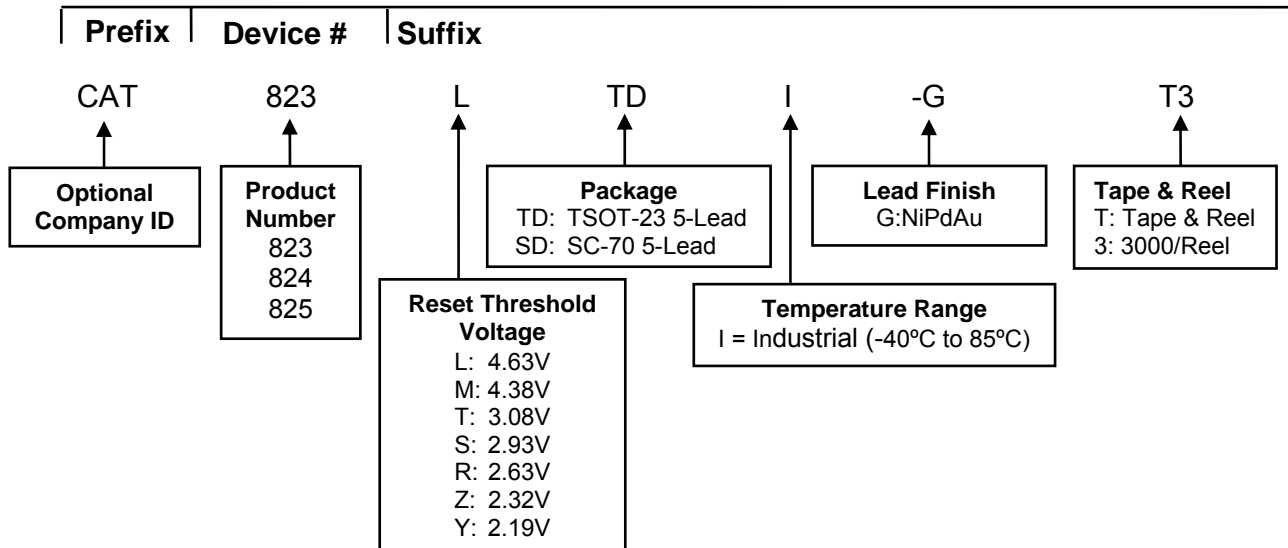 Prefix Device # Suffix
CAT 823 L TD I -G T3
Optional
Company ID
Product
Number
823
824
825
Package
TD: TSOT-23 5-Lead
SD: SC-70 5-Lead
Lead Finish
G:NiPdAu
Tape & Reel
T: Tape & Reel
3: 3000/Reel
Reset Threshold
Voltage
L: 4.63V
M: 4.38V
T: 3.08V
S: 2.93V
R: 2.63V
Z: 2.32V
Y: 2.19V
Temperature Range
I = Industrial (-40ºC to 85ºC)